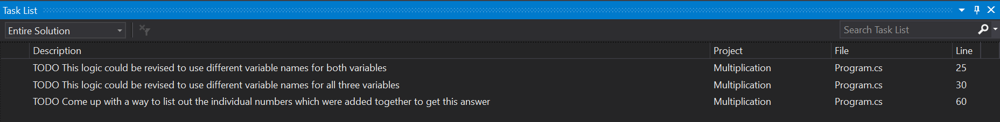 Task List
Entire Solution
Search Task List
Description Project File Line
TODO This logic could be revised to use different variable names for both variables Multiplication Program.cs 25
TODO This logic could be revised to use different variable names for all three variables Multiplication Program.cs 30
TODO Come up with a way to list out the individual numbers which were added together to get this answer Multiplication Program.cs 60